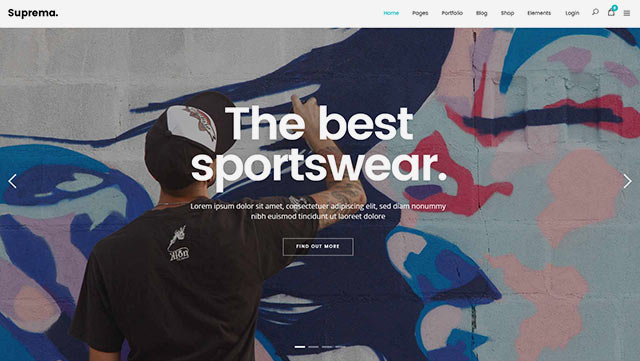 Suprema.
Home Pages Portfolio Blog Shop Elements Login
The best
sportswear.
Lorem ipsum dolor sit amet, consectetuer adipiscing elit, sed diam nonummy
nibh euismod tincidunt ut laoreet dolore
FIND OUT MORE